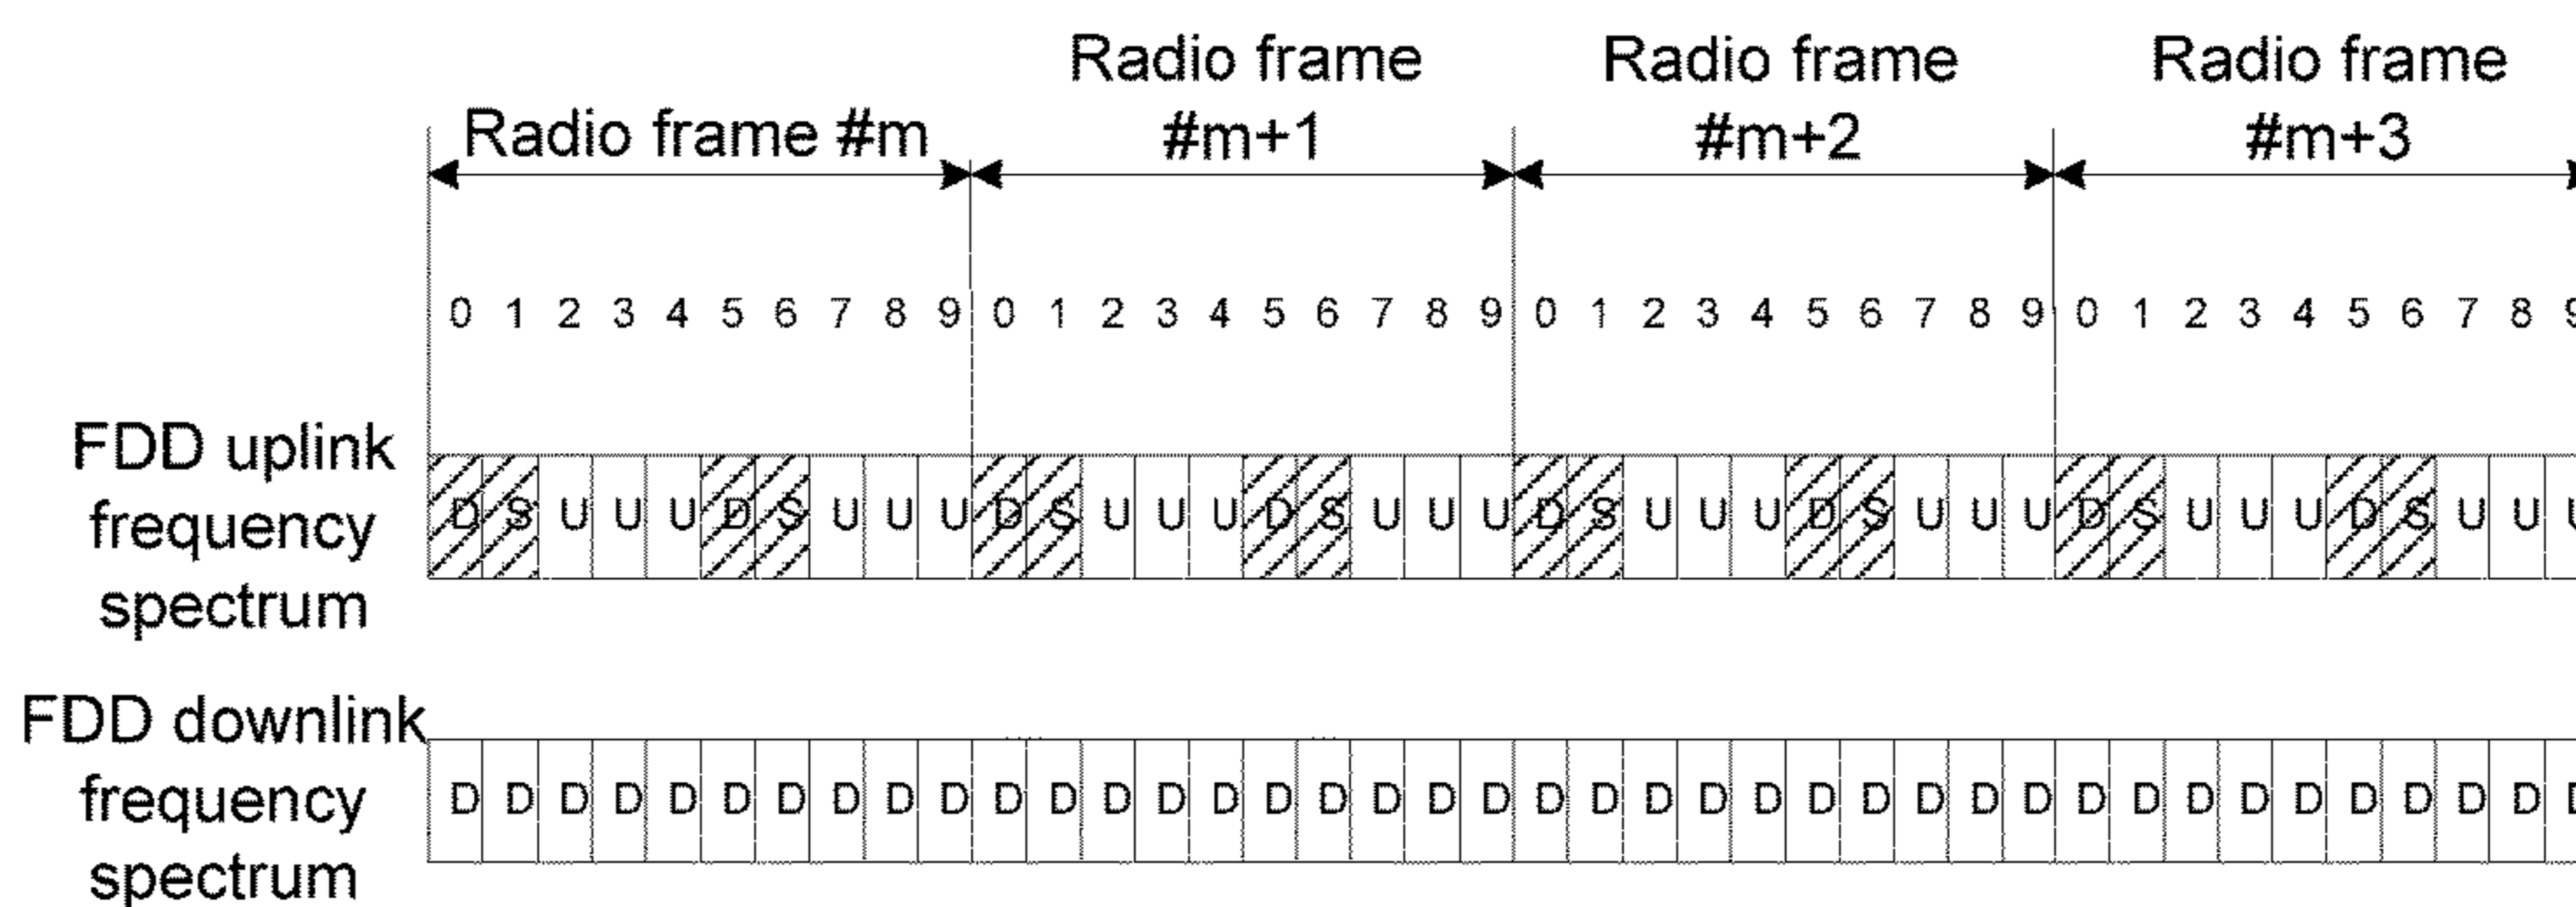 Radio frame #m
Radio frame
#m+1
Radio frame
#m+2
Radio frame
#m+3
0 1 2 3 4 5 6 7 8 9 0 1 2 3 4 5 6 7 8 9 0 1 2 3 4 5 6 7 8 9 0 1 2 3 4 5 6 7 8 9
FDD uplink
frequency
spectrum
D S U U U D S U U U D S U U U D S U U U D S U U U D S U U U D S U U U D S U U
FDD downlink
frequency
spectrum
D D D D D D D D D D D D D D D D D D D D D D D D D D D D D D D D D D D D D D D